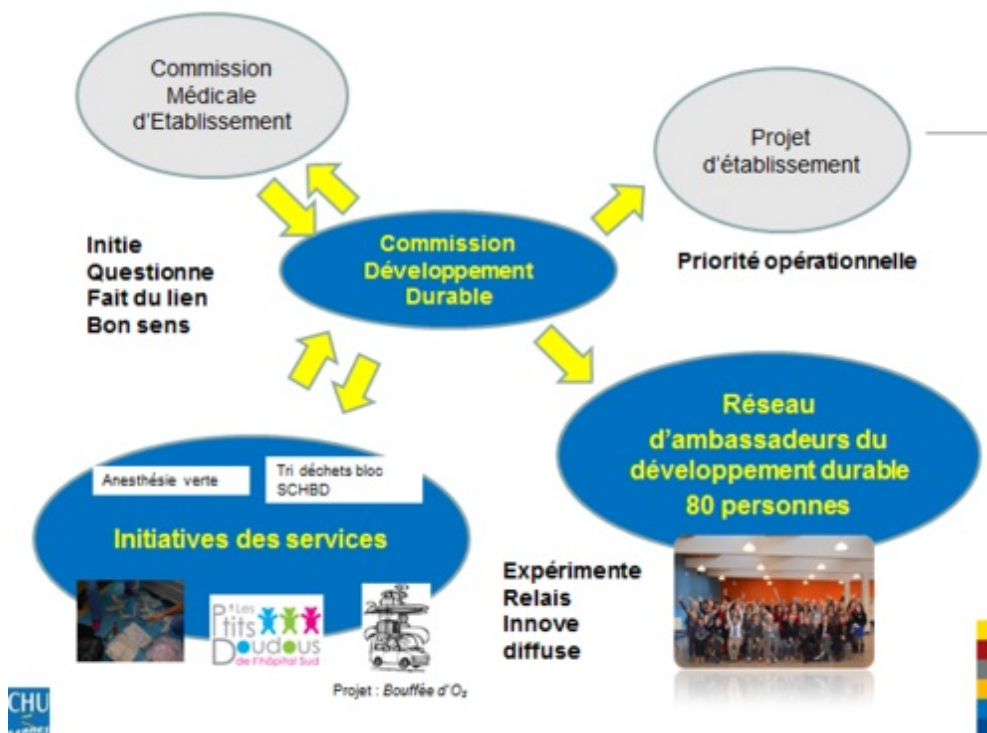 Commission
Médicale
d'Etablissement
Projet
d'établissement
Commission
Développement
Durable
Initie
Questionne
Fait du lien
Bon sens
Priorité opérationnelle
Réseau
d'ambassadeurs du
développement durable
80 personnes
Anesthésie verte
Tri déchets bloc
SCHBD
Initiatives des services
Les
P'tits
Doudous
de l'hôpital Sud
Projet : Bouffée d'O₂
Expérimente
Relais
Innove
diffuse
CHU